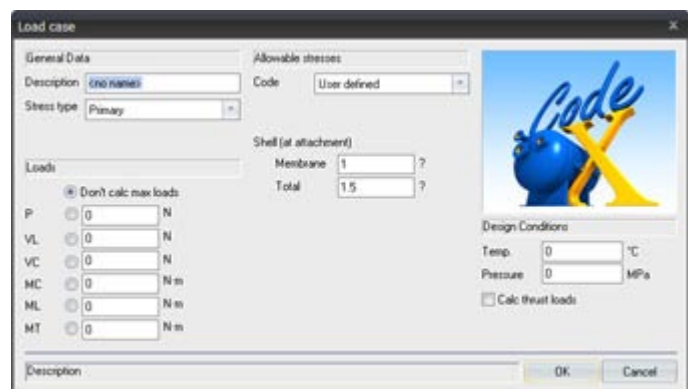 Load case
x
General Data
Description <no name>
Stress type Primary
Loads
Don't calc max loads
P 0 N
VL 0 N
VC 0 N
MC 0 N·m
ML 0 N·m
MT 0 N·m
Allowable stresses
Code User defined
Shell (at attachment)
Membrane 1 ?
Total 1.5 ?
Code X
Design Conditions
Temp. 0 °C
Pressure 0 MPa
Calc thrust loads
Description
OK Cancel